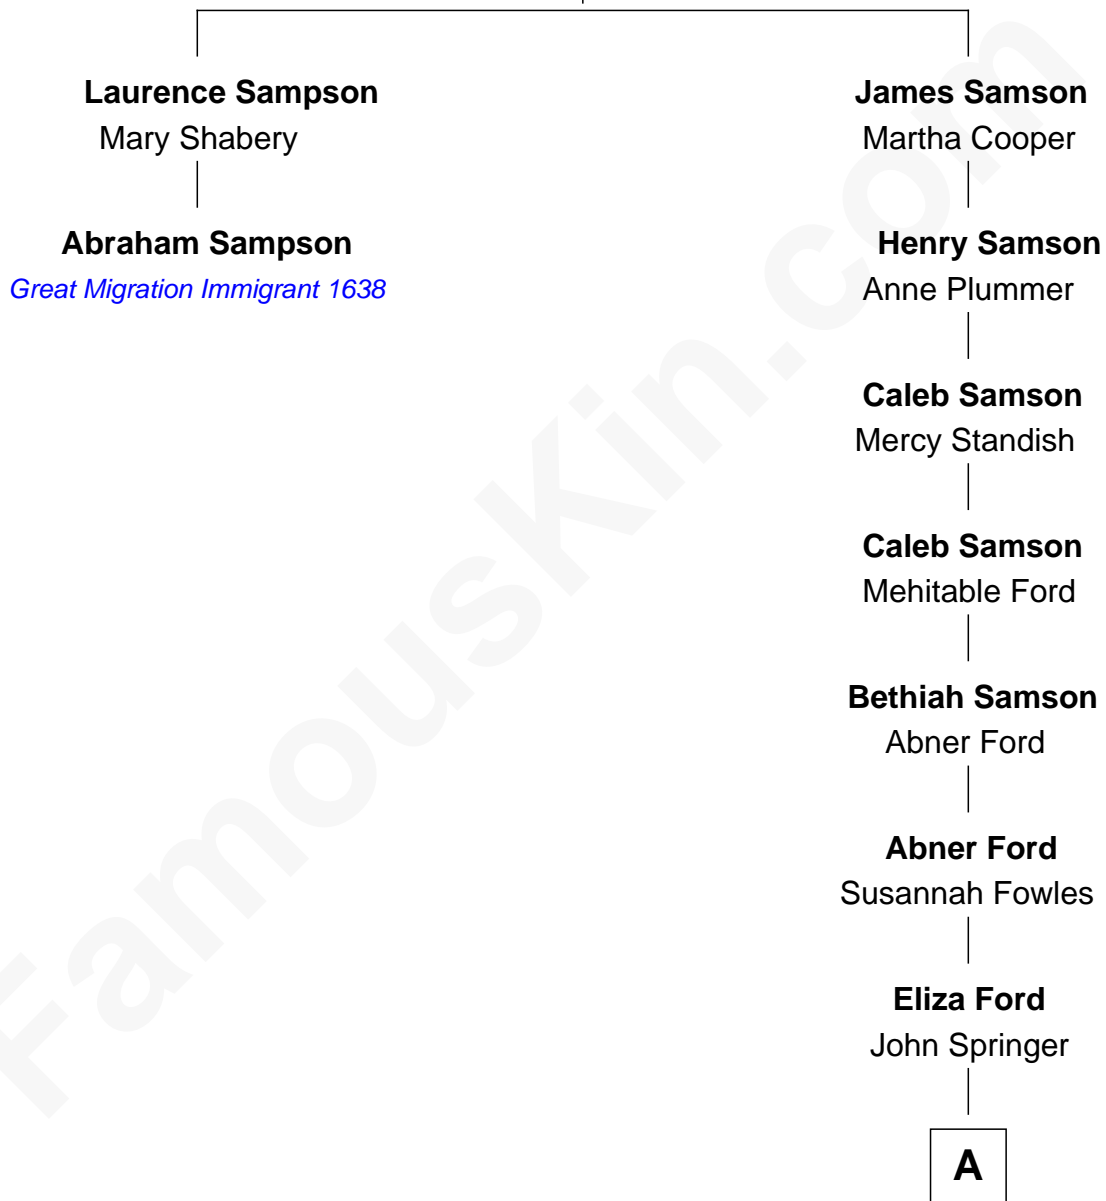 Laurence Sampson
Mary Shabery
Abraham Sampson
Great Migration Immigrant 1638
James Samson
Martha Cooper
Henry Samson
Anne Plummer
Caleb Samson
Mercy Standish
Caleb Samson
Mehitable Ford
Bethiah Samson
Abner Ford
Abner Ford
Susannah Fowles
Eliza Ford
John Springer
A
FamousKin.com